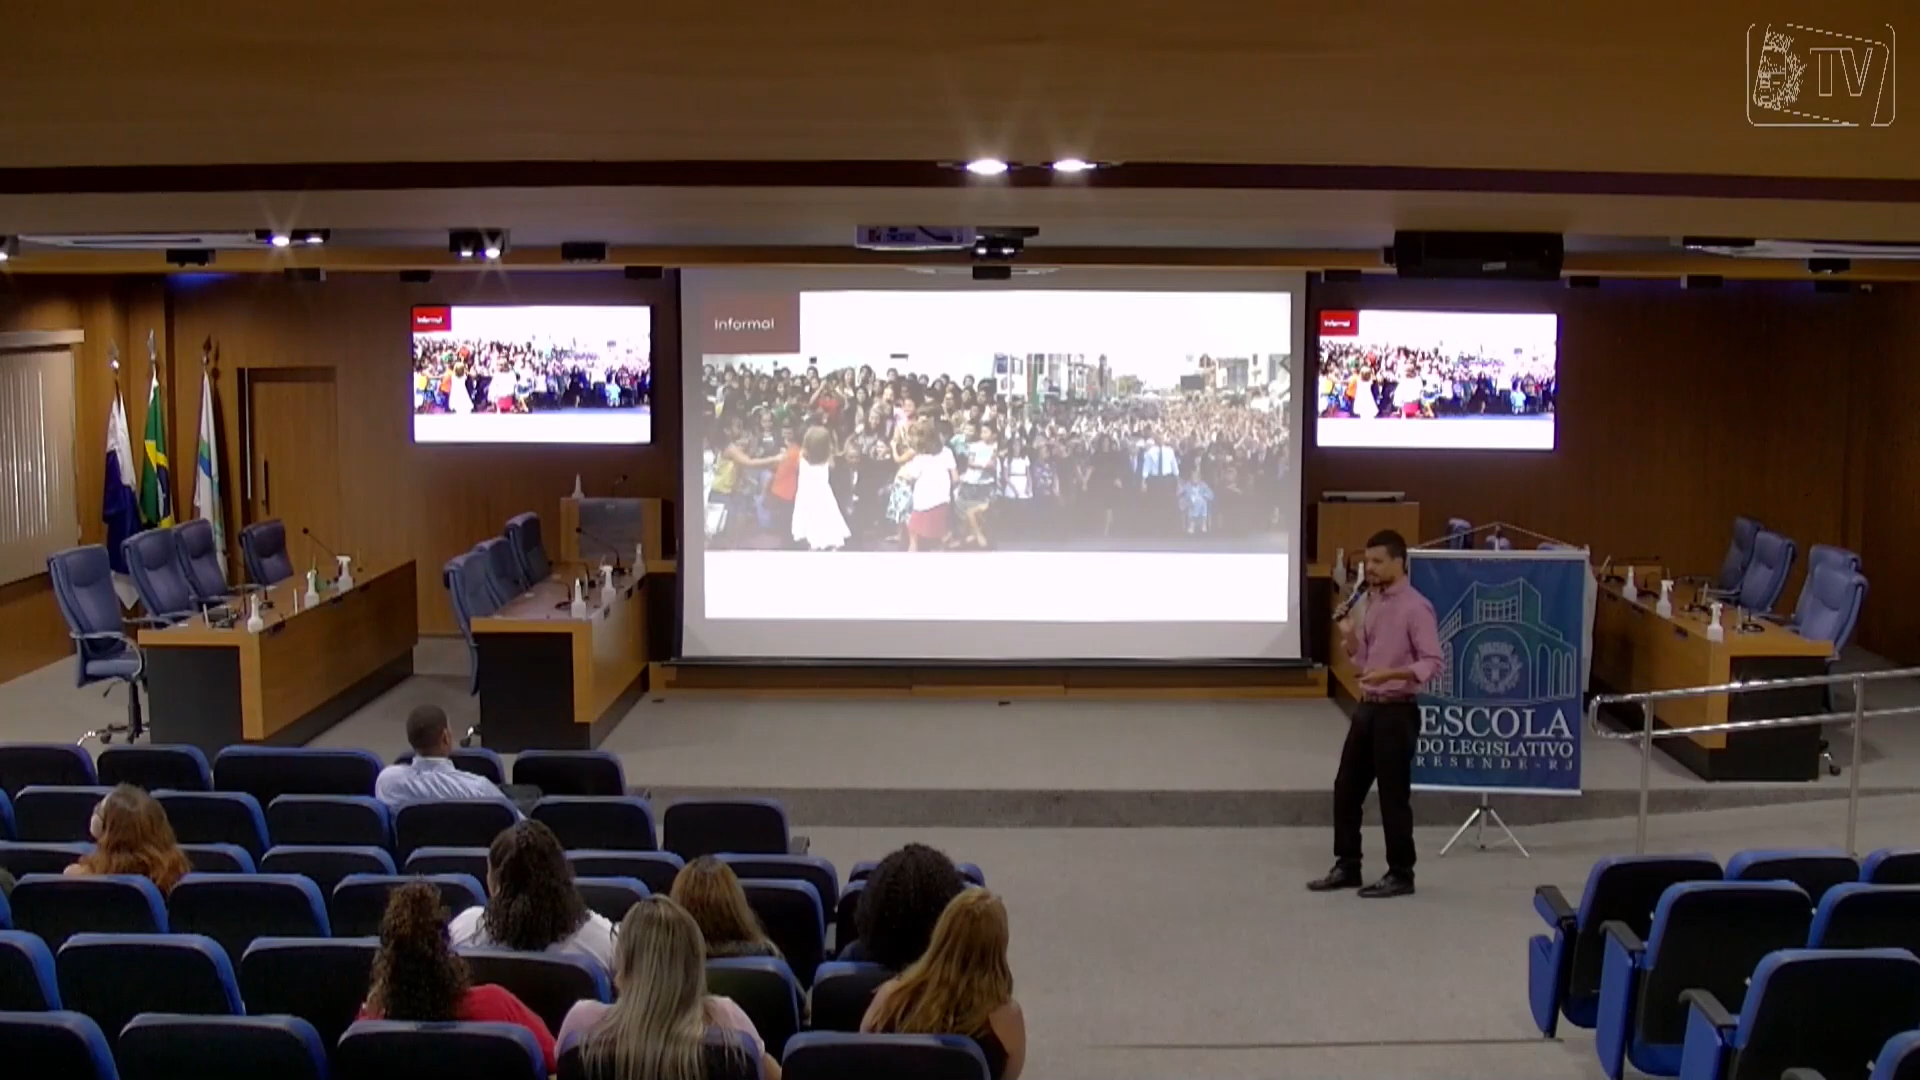 TV
informal
informal
informal
ESCOLA
DO LEGISLATIVO
RESENDE-RJ